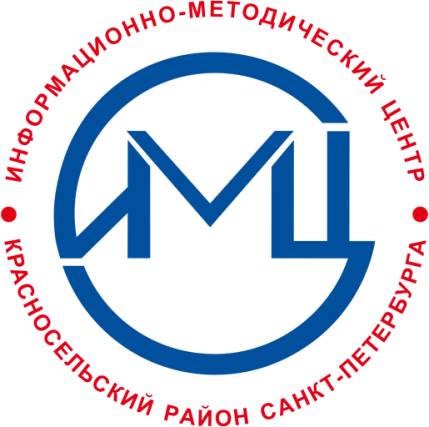 ИНФОРМАЦИОННО-МЕТОДИЧЕСКИЙ ЦЕНТР
ИМЦ
КРАСНОСЕЛЬСКИЙ РАЙОН САНКТ-ПЕТЕРБУРГА